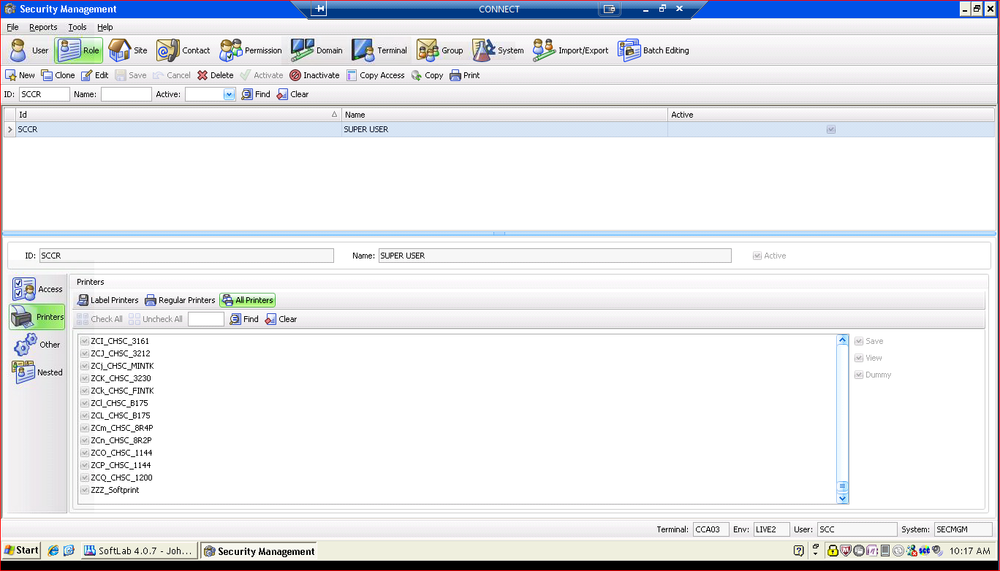 Security Management
CONNECT
File Reports Tools Help
User Role Site Contact Permission Domain Terminal Group System Import/Export Batch Editing
New Clone Edit Save Cancel Delete Activate Inactivate Copy Access Copy Print
ID: SCCR Name: Active: Find Clear
Id Name Active
SCCR SUPER USER
ID: SCCR Name: SUPER USER Active
Access
Printers
Other
Nested
Printers
Label Printers Regular Printers All Printers
Check All Uncheck All Find Clear
ZCI_CHSC_3161
ZCJ_CHSC_3212
ZCj_CHSC_MINTK
ZCK_CHSC_3230
ZCk_CHSC_FINTK
ZCl_CHSC_B175
ZCL_CHSC_B175
ZCm_CHSC_8R4P
ZCn_CHSC_8R2P
ZCO_CHSC_1144
ZCP_CHSC_1144
ZCQ_CHSC_1200
ZZZ_Softprint
Save
View
Dummy
Terminal: CCA03 Env: LIVE2 User: SCC System: SECMGM
Start SoftLab 4.0.7 - Joh... Security Management scc 10:17 AM